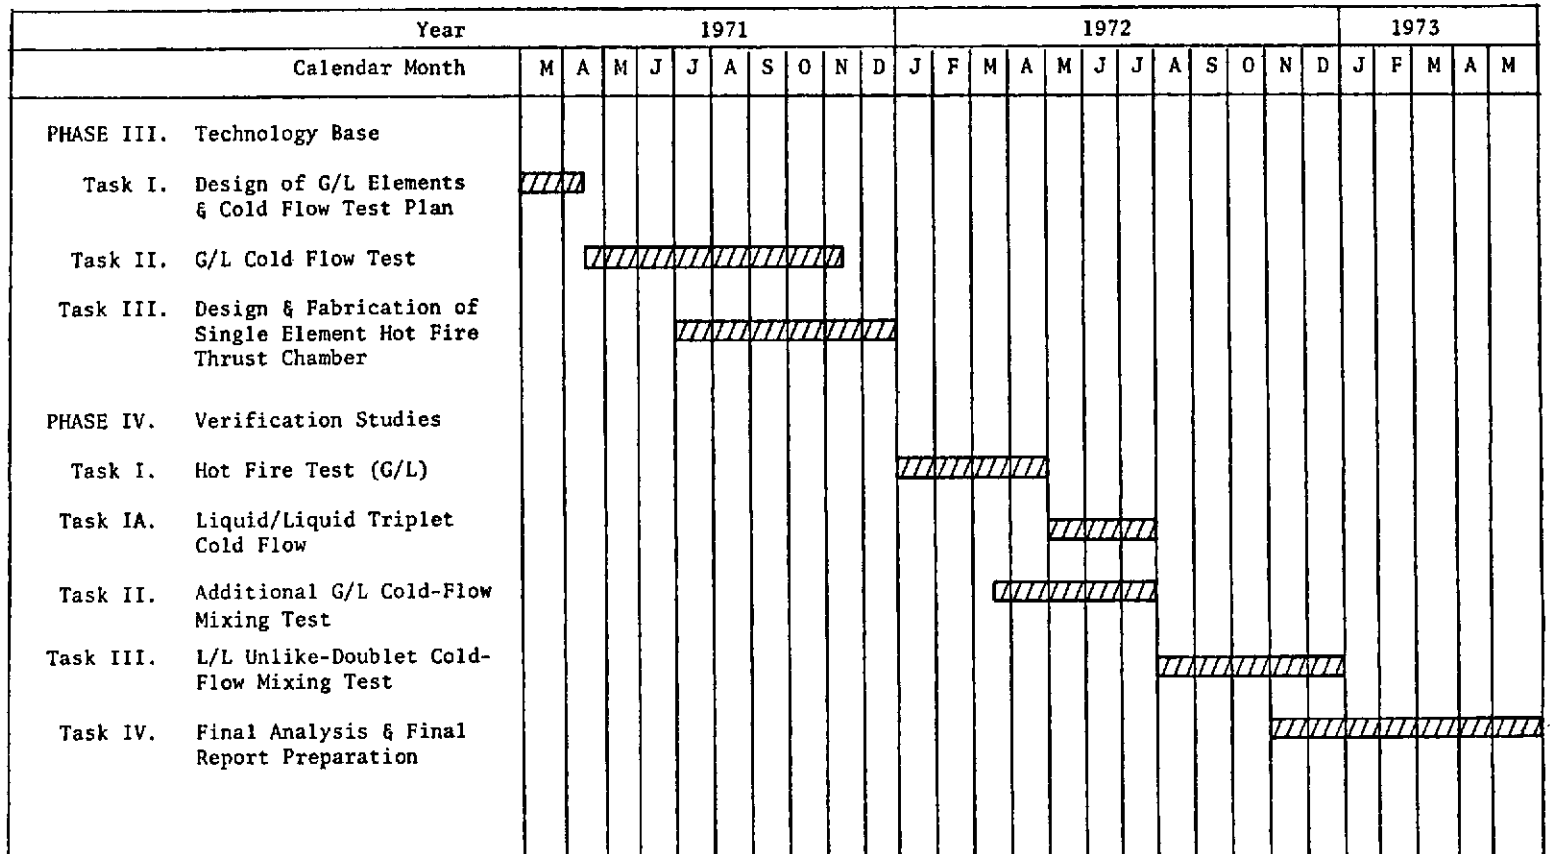 Year 1971 1972 1973
Calendar Month M A M J J A S O N D J F M A M J J A S O N D J F M A M
PHASE III. Technology Base
Task I. Design of G/L Elements
& Cold Flow Test Plan
Task II. G/L Cold Flow Test
Task III. Design & Fabrication of
Single Element Hot Fire
Thrust Chamber
PHASE IV. Verification Studies
Task I. Hot Fire Test (G/L)
Task IA. Liquid/Liquid Triplet
Cold Flow
Task II. Additional G/L Cold-Flow
Mixing Test
Task III. L/L Unlike-Doublet Cold-
Flow Mixing Test
Task IV. Final Analysis & Final
Report Preparation